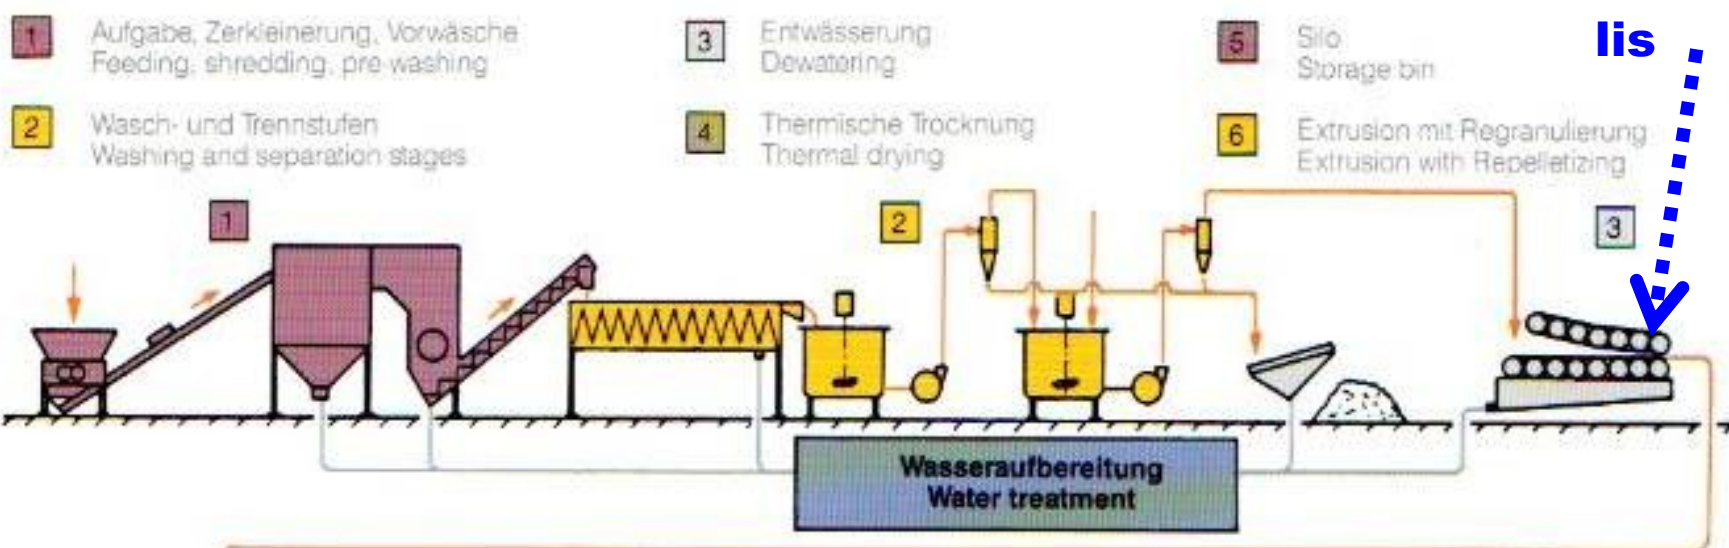 1 Aufgabe, Zerkleinerung, Vorwäsche
Feeding, shredding, pre washing
2 Wasch- und Trennstufen
Washing and separation stages
3 Entwässerung
Dewatering
4 Thermische Trocknung
Thermal drying
5 Silo
Storage bin
6 Extrusion mit Regranulierung
Extrusion with Repelletizing
lis
1
2
3
Wasseraufbereitung
Water treatment